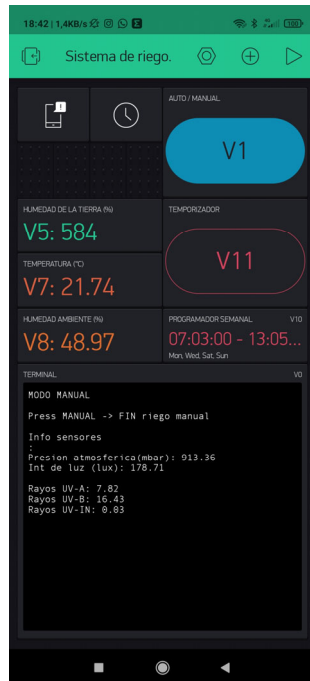 18:42 | 1,4KB/s
100
Sistema de riego.
AUTO / MANUAL
V1
HUMEDAD DE LA TIERRA (%)
V5: 584
TEMPORIZADOR
V11
TEMPERATURA (°C)
V7: 21.74
HUMEDAD AMBIENTE (%)
V8: 48.97
PROGRAMADOR SEMANAL V10
07:03:00 - 13:05...
Mon, Wed, Sat, Sun
TERMINAL V0
MODO MANUAL
Press MANUAL -> FIN riego manual
Info sensores
:
Presion atmosferica(mbar): 913.36
Int de luz (lux): 178.71
Rayos UV-A: 7.82
Rayos UV-B: 16.43
Rayos UV-IN: 0.03